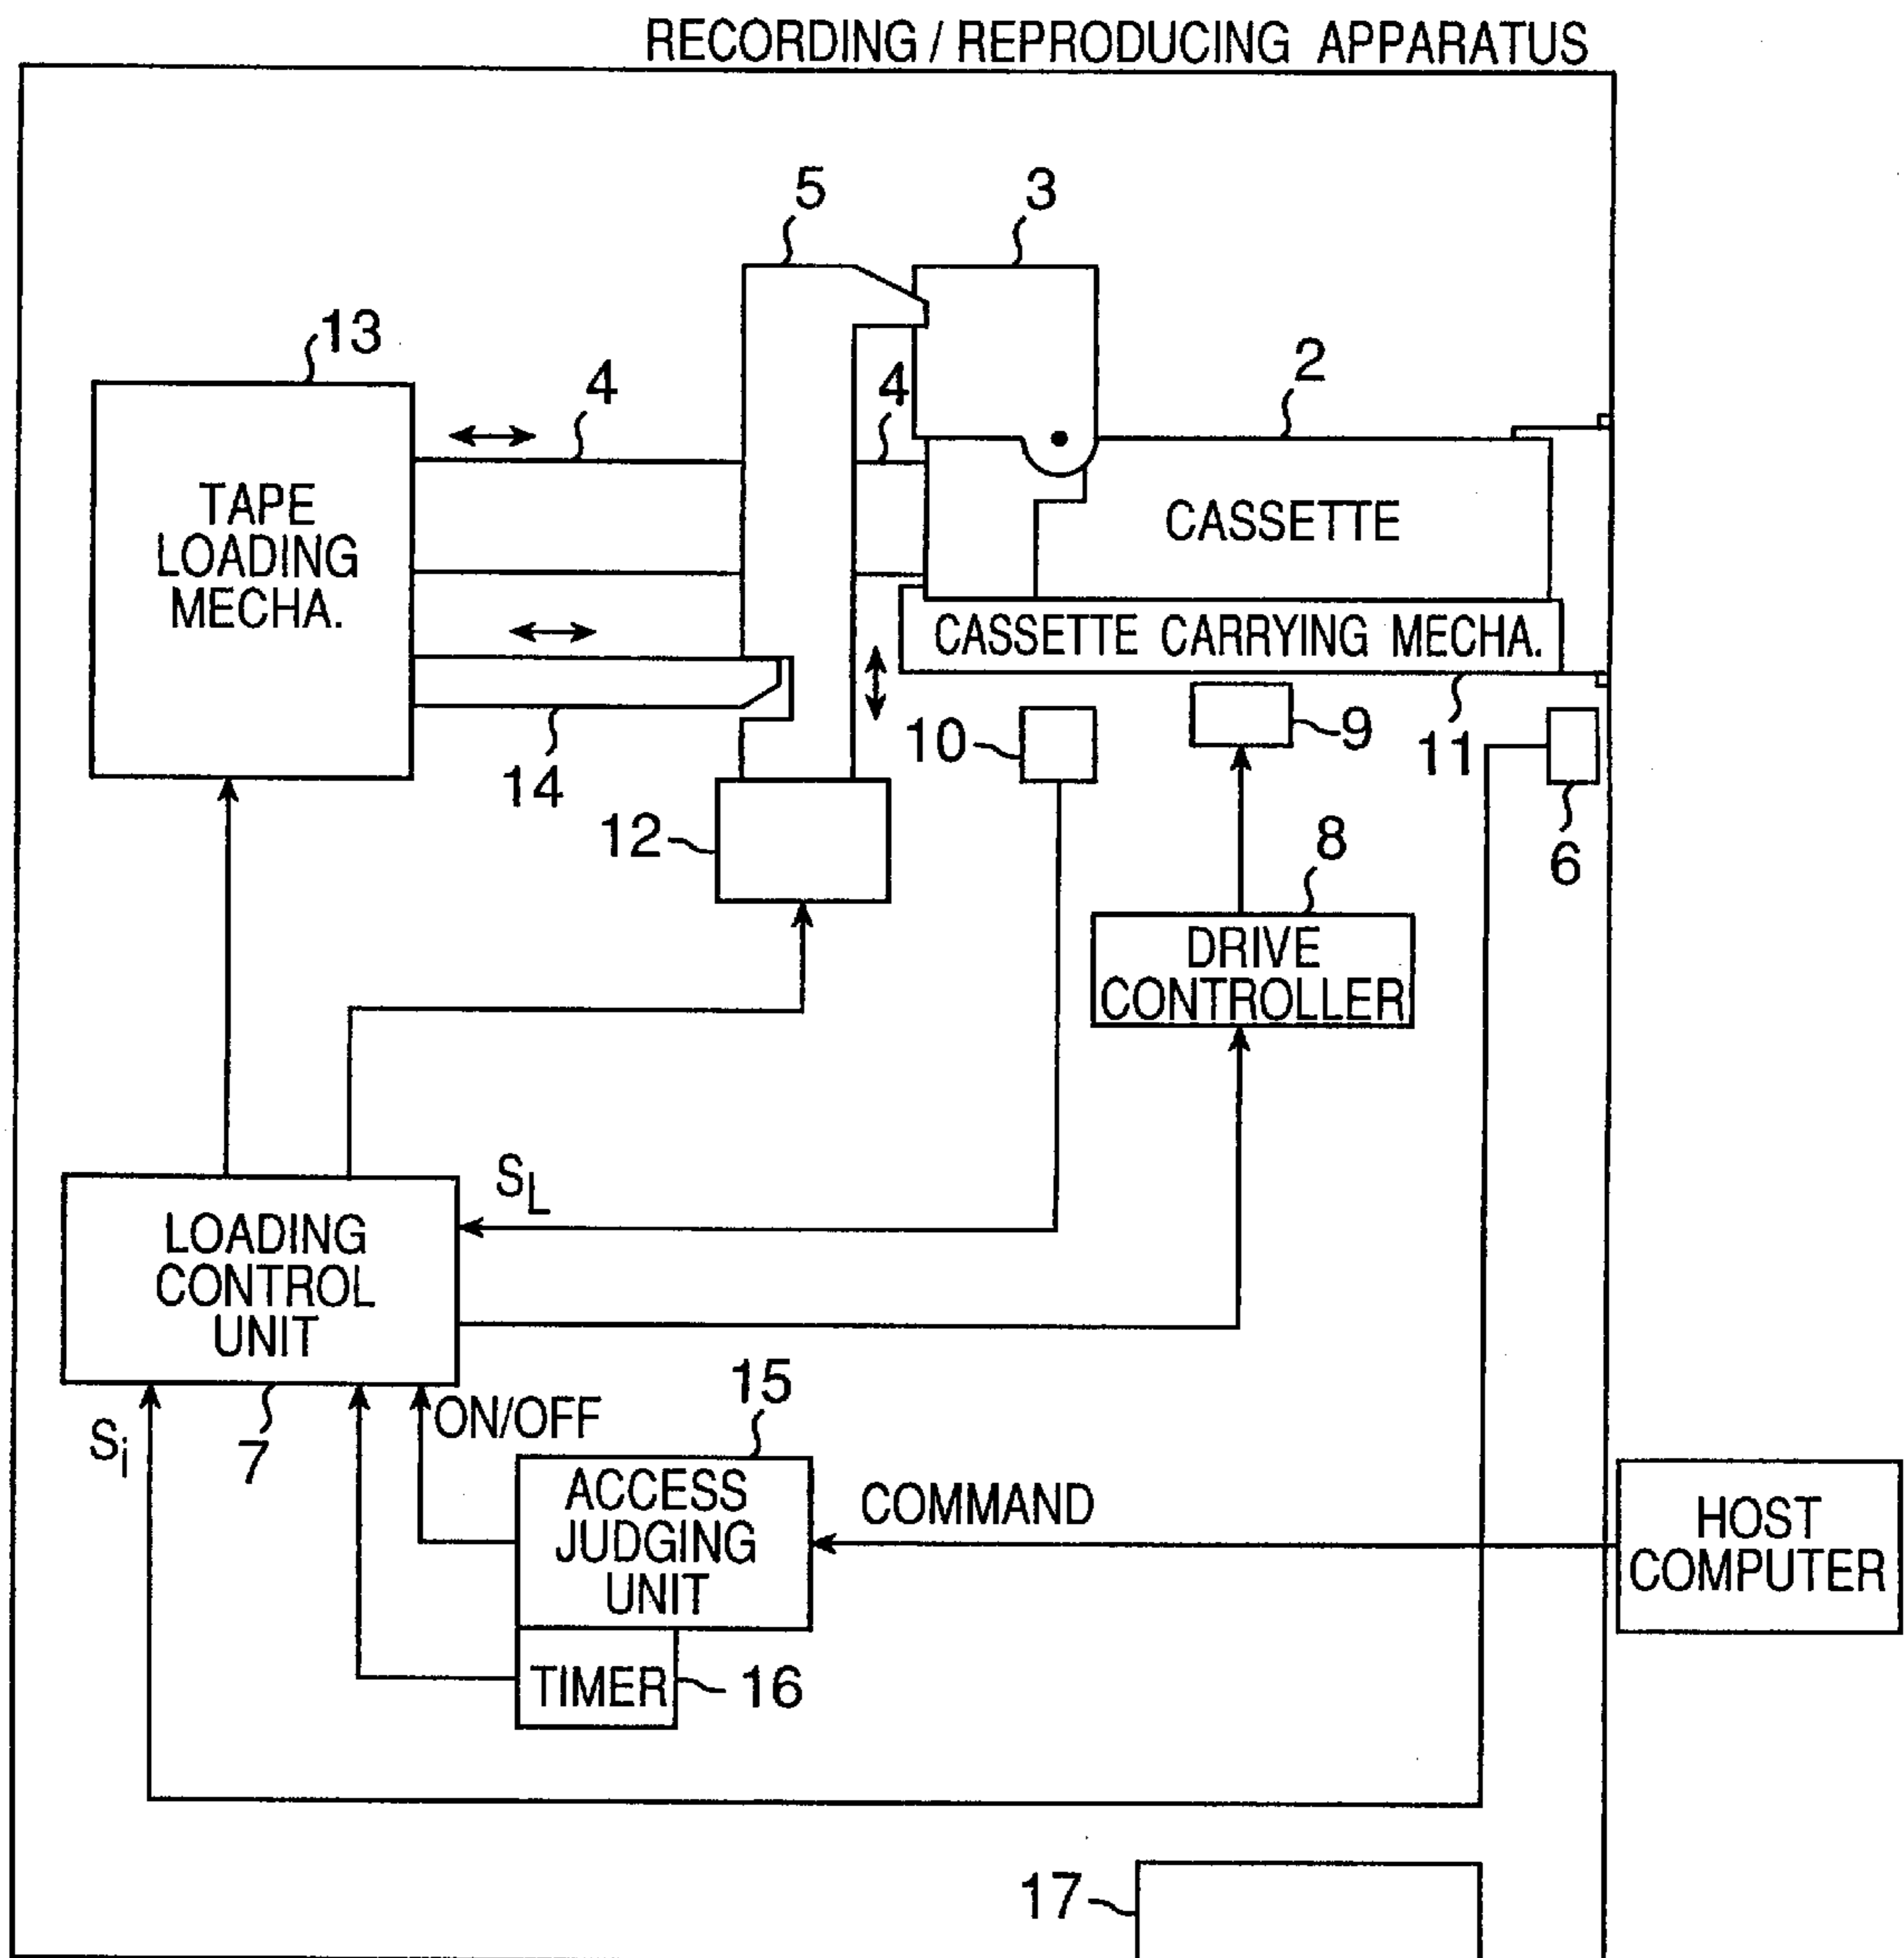 RECORDING / REPRODUCING APPARATUS
5
3
13
4
4
2
TAPE
LOADING
MECHA.
CASSETTE
CASSETTE CARRYING MECHA.
14
10
9
11
6
12
8
DRIVE
CONTROLLER
SL
LOADING
CONTROL
UNIT
Si
7
ON/OFF
15
ACCESS
JUDGING
UNIT
COMMAND
HOST
COMPUTER
TIMER
16
17